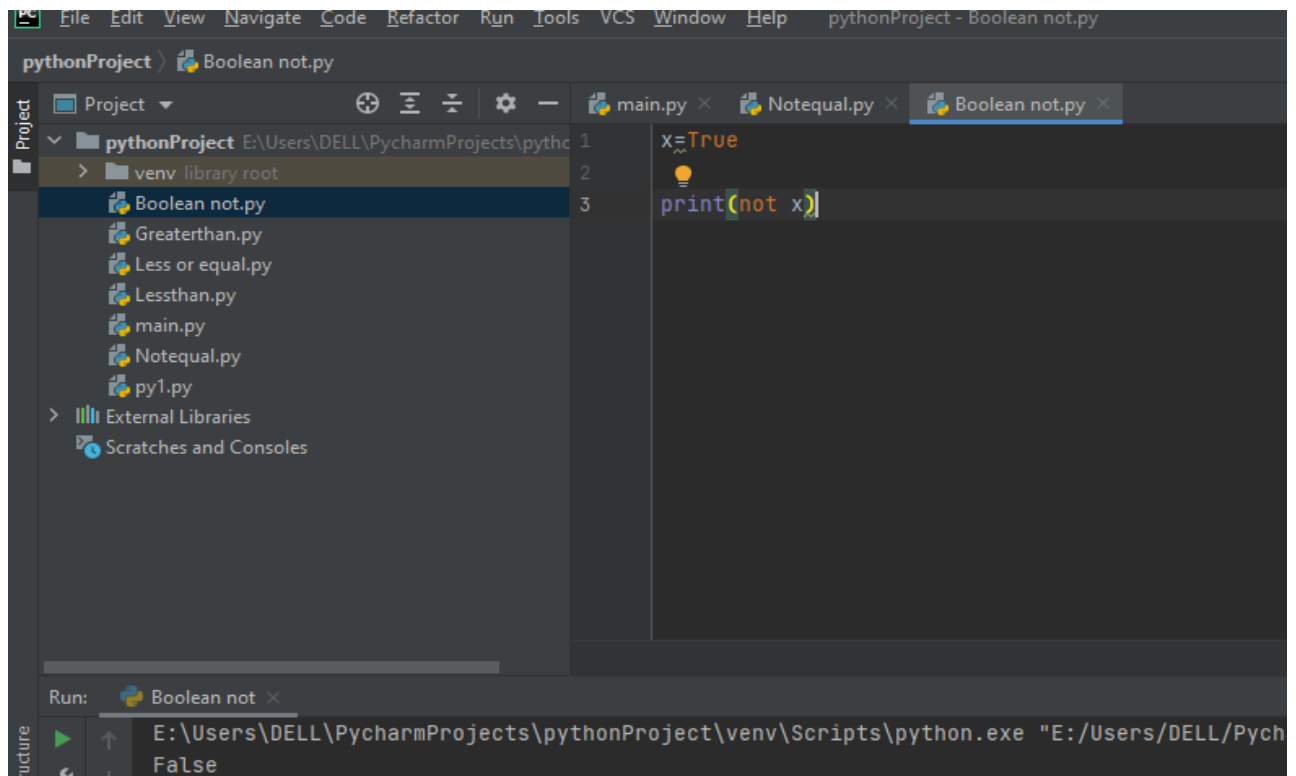 PC File Edit View Navigate Code Refactor Run Tools VCS Window Help pythonProject - Boolean not.py
pythonProject Boolean not.py
Project
Project
main.py Notequal.py Boolean not.py
pythonProject E:\Users\DELL\PycharmProjects\pytho
venv library root
Boolean not.py
Greaterthan.py
Less or equal.py
Lessthan.py
main.py
Notequal.py
py1.py
External Libraries
Scratches and Consoles
1 x=True
2
3 print(not x)
Run: Boolean not
E:\Users\DELL\PycharmProjects\pythonProject\venv\Scripts\python.exe "E:/Users/DELL/Pych
False
ucture